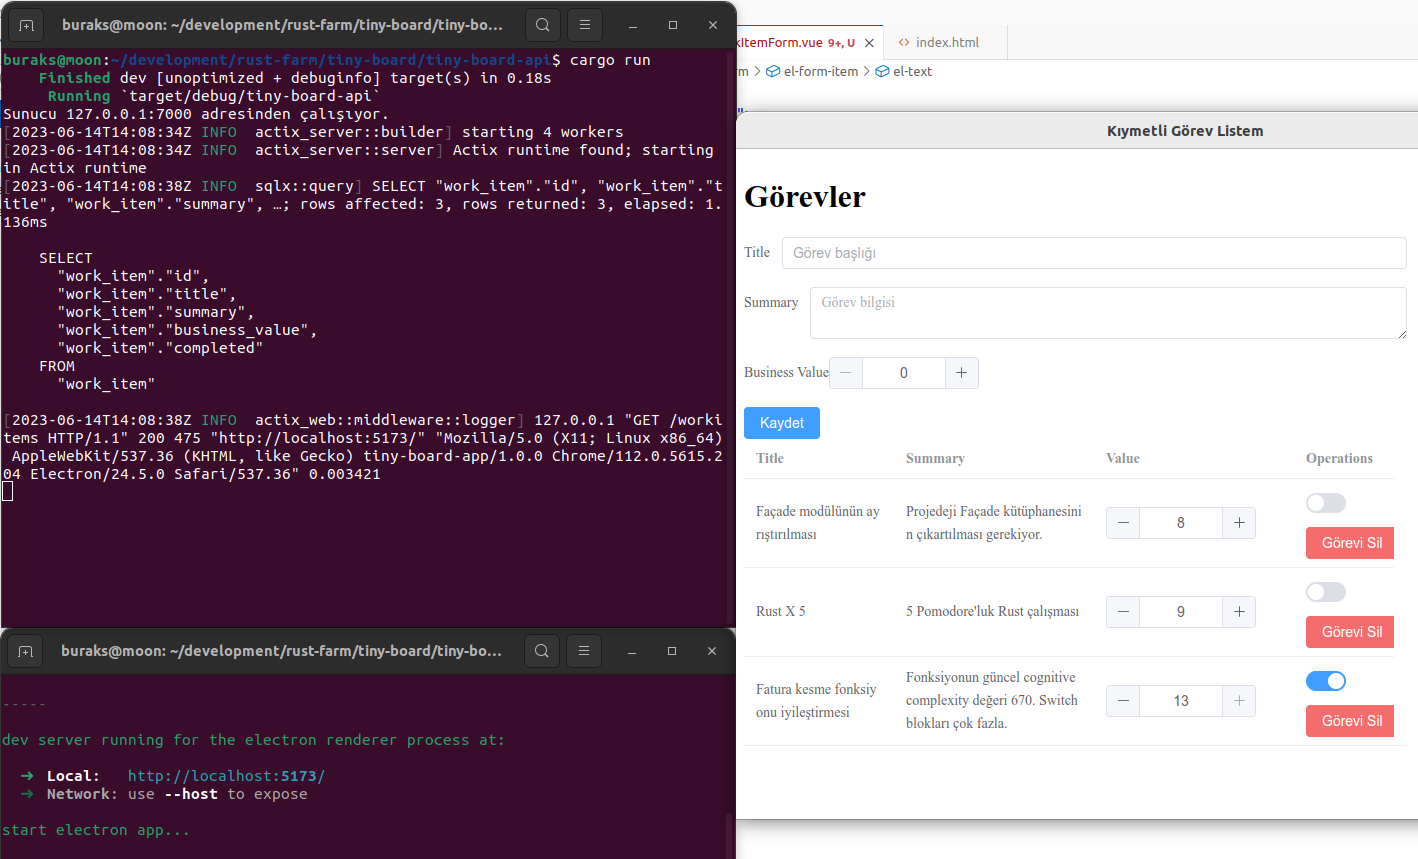 buraks@moon: ~/development/rust-farm/tiny-board/tiny-bo...
buraks@moon:~/development/rust-farm/tiny-board/tiny-board-api$ cargo run
    Finished dev [unoptimized + debuginfo] target(s) in 0.18s
     Running `target/debug/tiny-board-api`
Sunucu 127.0.0.1:7000 adresinden çalışıyor.
[2023-06-14T14:08:34Z INFO  actix_server::builder] starting 4 workers
[2023-06-14T14:08:34Z INFO  actix_server::server] Actix runtime found; starting
in Actix runtime
[2023-06-14T14:08:38Z INFO  sqlx::query] SELECT "work_item"."id", "work_item"."t
itle", "work_item"."summary", …; rows affected: 3, rows returned: 3, elapsed: 1.
136ms
    SELECT
      "work_item"."id",
      "work_item"."title",
      "work_item"."summary",
      "work_item"."business_value",
      "work_item"."completed"
    FROM
      "work_item"
[2023-06-14T14:08:38Z INFO  actix_web::middleware::logger] 127.0.0.1 "GET /worki
tems HTTP/1.1" 200 475 "http://localhost:5173/" "Mozilla/5.0 (X11; Linux x86_64)
 AppleWebKit/537.36 (KHTML, like Gecko) tiny-board-app/1.0.0 Chrome/112.0.5615.2
04 Electron/24.5.0 Safari/537.36" 0.003421
buraks@moon: ~/development/rust-farm/tiny-board/tiny-bo...
-----
dev server running for the electron renderer process at:
  ➜ Local:   http://localhost:5173/
  ➜ Network: use --host to expose
start electron app...
kItemForm.vue 9+, U × <> index.html
rm > el-form-item > el-text
Kıymetli Görev Listem
Görevler
Title Görev başlığı
Summary Görev bilgisi
Business Value − 0 +
Kaydet
Title Summary Value Operations
Façade modülünün ay
rıştırılması
Projedeji Façade kütüphanesini
n çıkartılması gerekiyor.
− 8 +
Görevi Sil
Rust X 5
5 Pomodore'luk Rust çalışması
− 9 +
Görevi Sil
Fatura kesme fonksiy
onu iyileştirmesi
Fonksiyonun güncel cognitive
complexity değeri 670. Switch
blokları çok fazla.
− 13 +
Görevi Sil